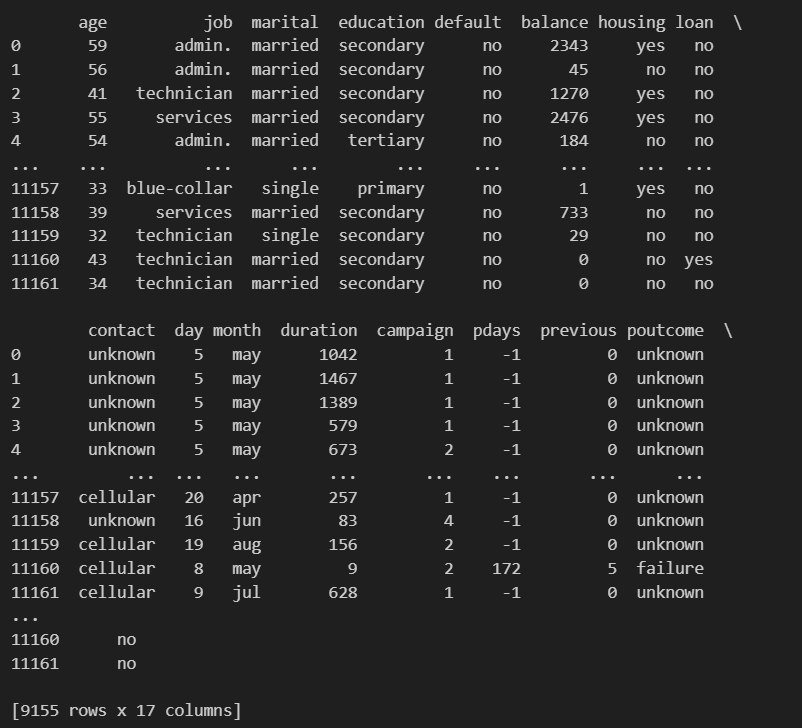 age job marital education default balance housing loan \
0 59 admin. married secondary no 2343 yes no
1 56 admin. married secondary no 45 no no
2 41 technician married secondary no 1270 yes no
3 55 services married secondary no 2476 yes no
4 54 admin. married tertiary no 184 no no
... ... ... ... ... ... ... ... ...
11157 33 blue-collar single primary no 1 yes no
11158 39 services married secondary no 733 no no
11159 32 technician single secondary no 29 no no
11160 43 technician married secondary no 0 no yes
11161 34 technician married secondary no 0 no no
contact day month duration campaign pdays previous poutcome \
0 unknown 5 may 1042 1 -1 0 unknown
1 unknown 5 may 1467 1 -1 0 unknown
2 unknown 5 may 1389 1 -1 0 unknown
3 unknown 5 may 579 1 -1 0 unknown
4 unknown 5 may 673 2 -1 0 unknown
... ... ... ... ... ... ... ... ...
11157 cellular 20 apr 257 1 -1 0 unknown
11158 unknown 16 jun 83 4 -1 0 unknown
11159 cellular 19 aug 156 2 -1 0 unknown
11160 cellular 8 may 9 2 172 5 failure
11161 cellular 9 jul 628 1 -1 0 unknown
...
11160 no
11161 no
[9155 rows x 17 columns]